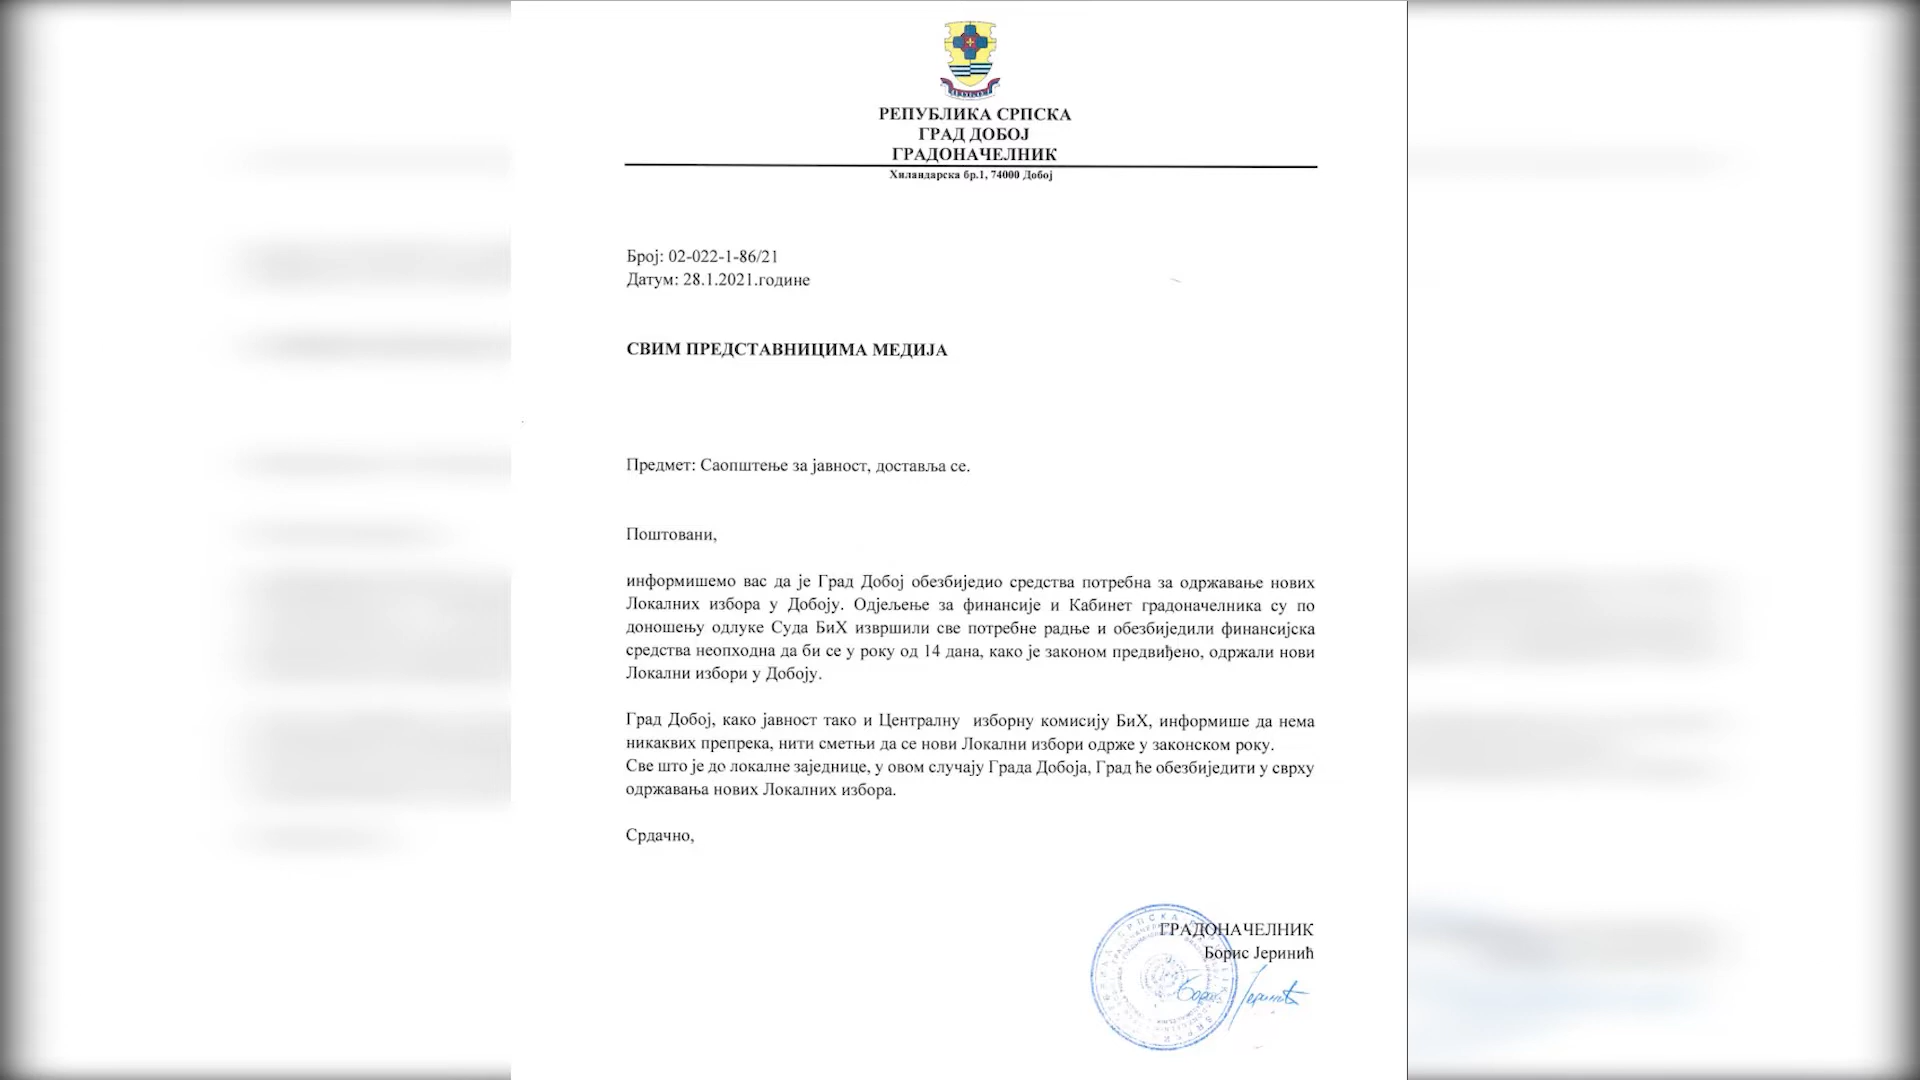 РЕПУБЛИКА СРПСКА
ГРАД ДОБОЈ
ГРАДОНАЧЕЛНИК
Хиландарска бр.1, 74000 Добој
Број: 02-022-1-86/21
Датум: 28.1.2021.године
СВИМ ПРЕДСТАВНИЦИМА МЕДИЈА
Предмет: Саопштење за јавност, доставља се.
Поштовани,
информишемо вас да је Град Добој обезбиједио средства потребна за одржавање нових
Локалних избора у Добоју. Одјељење за финансије и Кабинет градоначелника су по
доношењу одлуке Суда БиХ извршили све потребне радње и обезбиједили финансијска
средства неопходна да би се у року од 14 дана, како је законом предвиђено, одржали нови
Локални избори у Добоју.
Град Добој, како јавност тако и Централну изборну комисију БиХ, информише да нема
никаквих препрека, нити сметњи да се нови Локални избори одрже у законском року.
Све што је до локалне заједнице, у овом случају Града Добоја, Град ће обезбиједити у сврху
одржавања нових Локалних избора.
Срдачно,
ГРАДОНАЧЕЛНИК
Борис Јеринић
Борис Јеринић